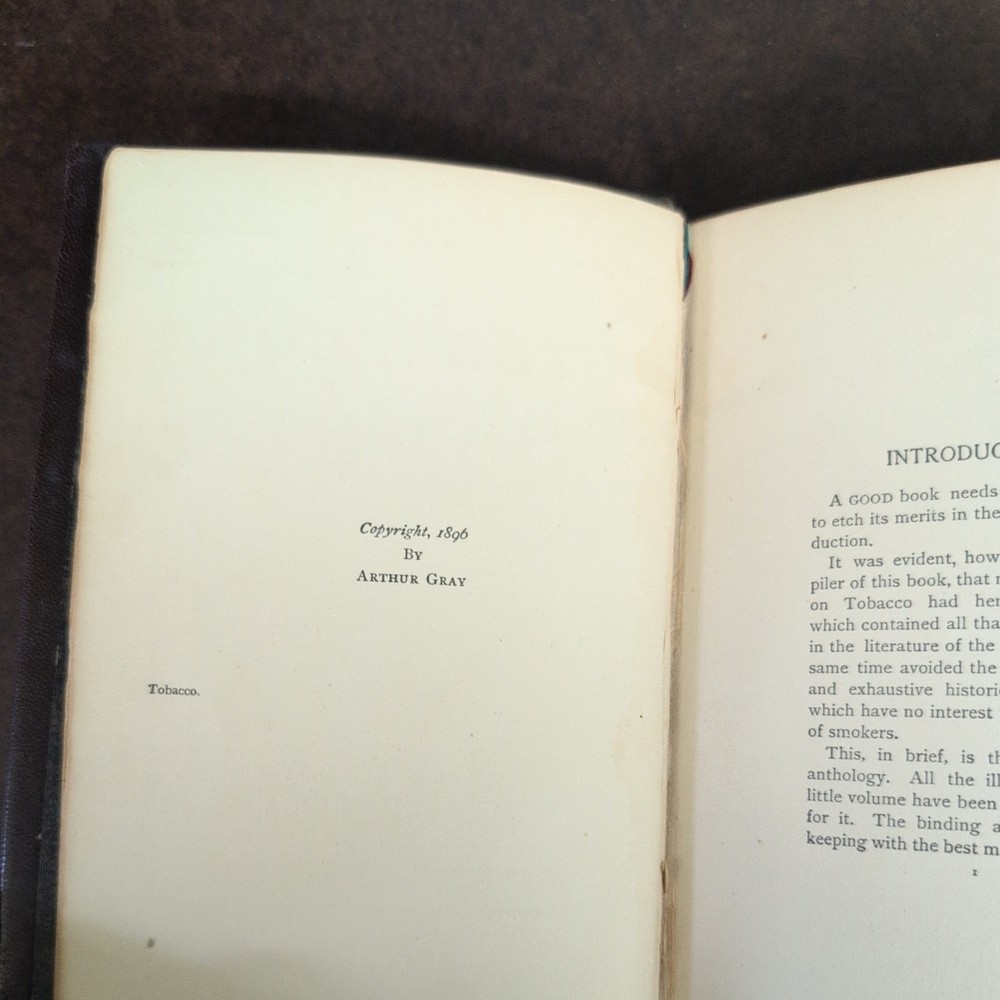 Copyright, 1896
By
Arthur Gray
Tobacco.
INTRODUC
A GOOD book needs
to etch its merits in the
duction.
It was evident, how
piler of this book, that
on Tobacco had her
which contained all tha
in the literature of the
same time avoided the
and exhaustive histori
which have no interest
of smokers.
This, in brief, is th
anthology. All the ill
little volume have been
for it. The binding a
keeping with the best m
1